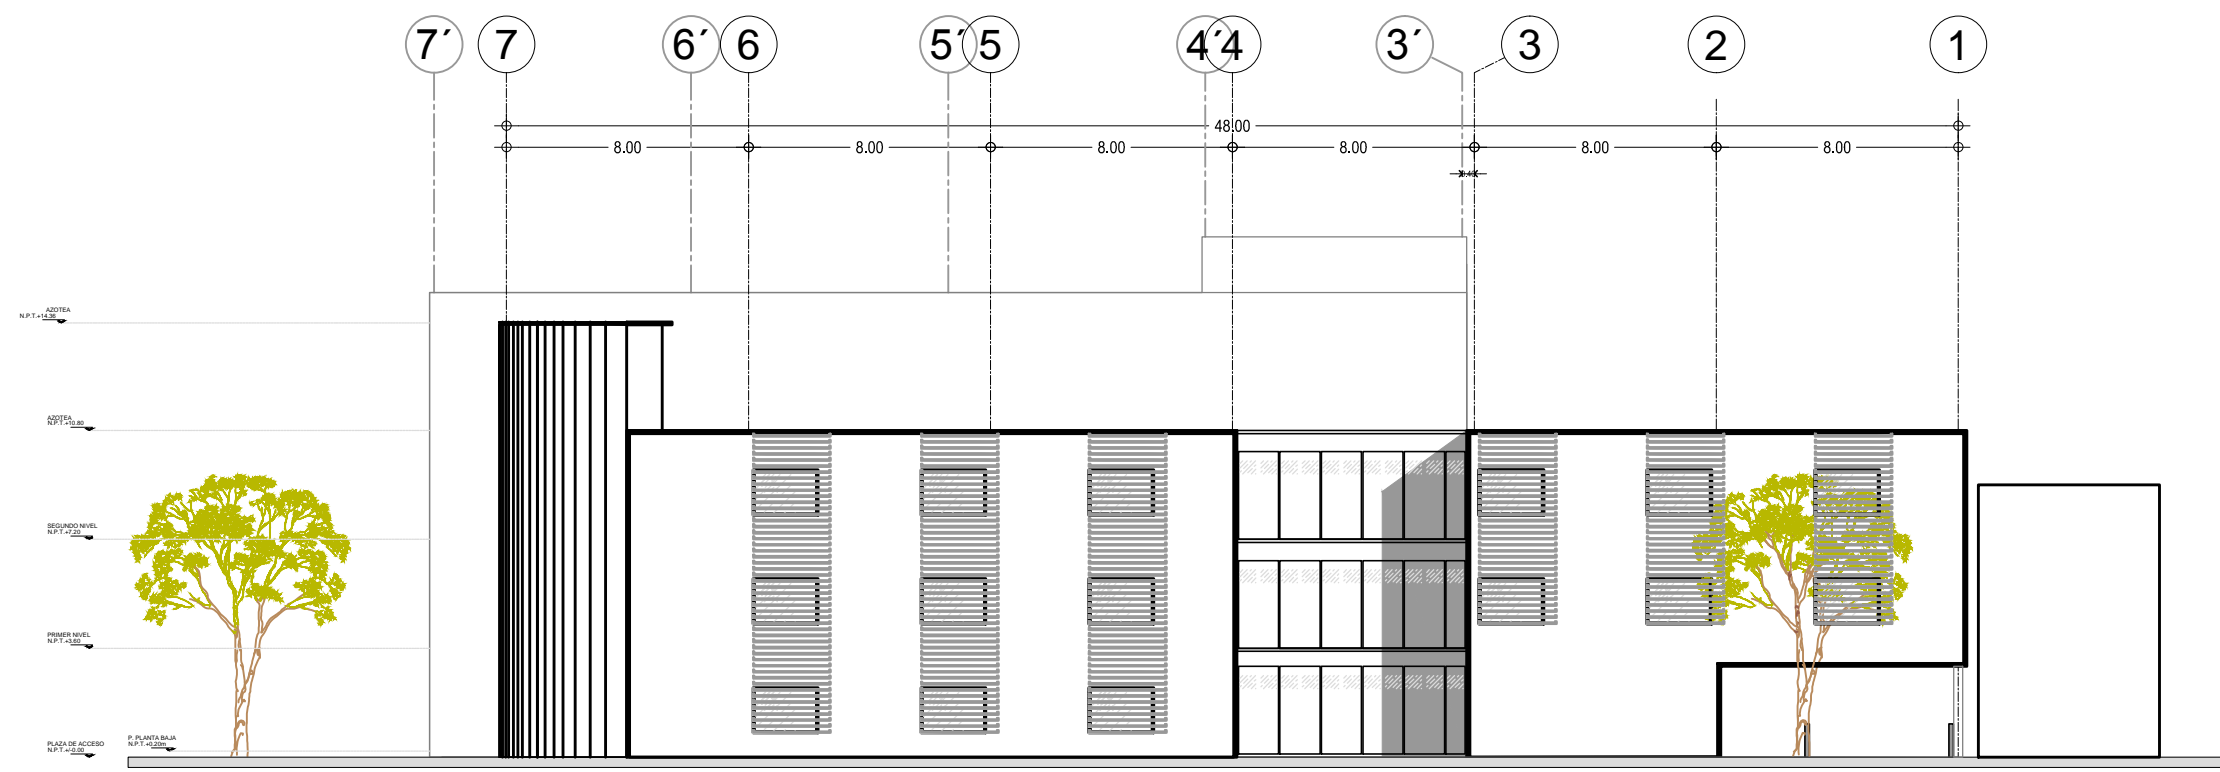 7´ 7 6´ 6 5´ 5 4´ 4 3´ 3 2 1
48.00
8.00 8.00 8.00 8.00 8.00 8.00
AZOTEA
N.P.T.+14.36
AZOTEA
N.P.T.+10.80
SEGUNDO NIVEL
N.P.T.+7.20
PRIMER NIVEL
N.P.T.+3.60
P. PLANTA BAJA
N.P.T.+0.20m
PLAZA DE ACCESO
N.P.T.+/-0.00